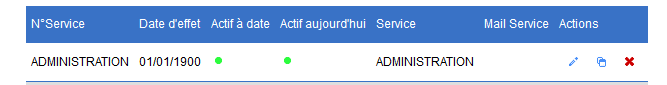 N°Service Date d'effet Actif à date Actif aujourd'hui Service Mail Service Actions
ADMINISTRATION 01/01/1900 ADMINISTRATION